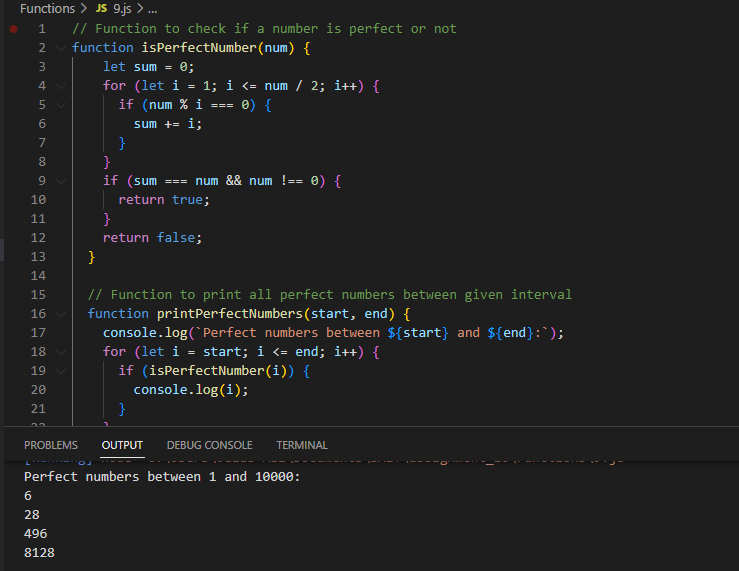 Functions > JS 9.js > ...
1 // Function to check if a number is perfect or not
2 function isPerfectNumber(num) {
3 let sum = 0;
4 for (let i = 1; i <= num / 2; i++) {
5 if (num % i === 0) {
6 sum += i;
7 }
8 }
9 if (sum === num && num !== 0) {
10 return true;
11 }
12 return false;
13 }
14
15 // Function to print all perfect numbers between given interval
16 function printPerfectNumbers(start, end) {
17 console.log(`Perfect numbers between ${start} and ${end}:`);
18 for (let i = start; i <= end; i++) {
19 if (isPerfectNumber(i)) {
20 console.log(i);
21 }
PROBLEMS OUTPUT DEBUG CONSOLE TERMINAL
Perfect numbers between 1 and 10000:
6
28
496
8128